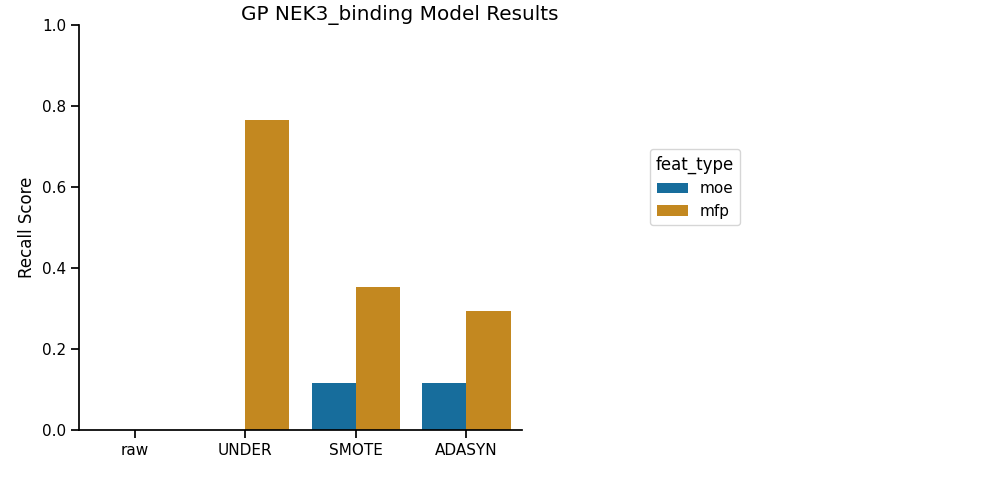 GP NEK3_binding Model Results
Recall Score
1.0
0.8
0.6
0.4
0.2
0.0
raw UNDER SMOTE ADASYN
feat_type
moe
mfp